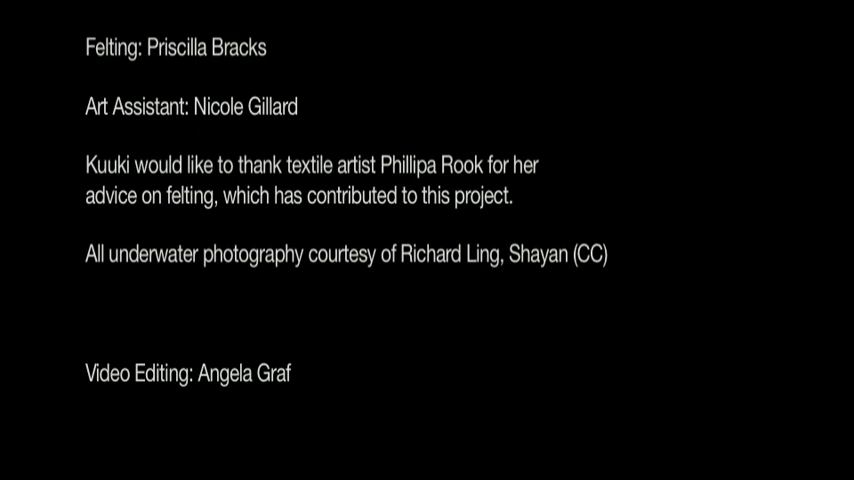 Felting: Priscilla Bracks
Art Assistant: Nicole Gillard
Kuuki would like to thank textile artist Phillipa Rook for her
advice on felting, which has contributed to this project.
All underwater photography courtesy of Richard Ling, Shayan (CC)
Video Editing: Angela Graf